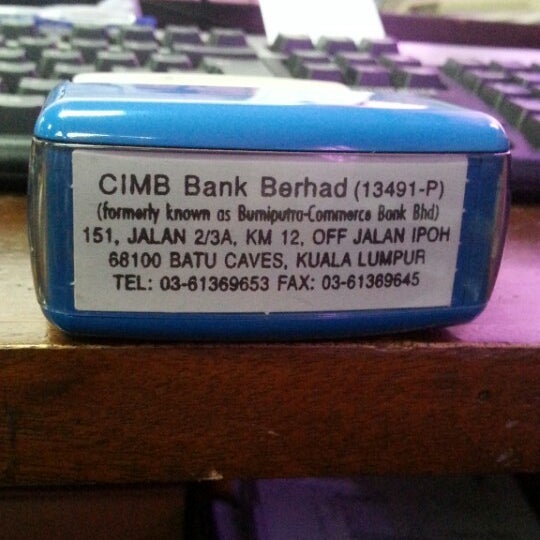 CIMB Bank Berhad (13491-P)
(formerly known as Bumiputra-Commerce Bank Bhd)
151, JALAN 2/3A, KM 12, OFF JALAN IPOH
68100 BATU CAVES, KUALA LUMPUR
TEL: 03-61369653 FAX: 03-61369645